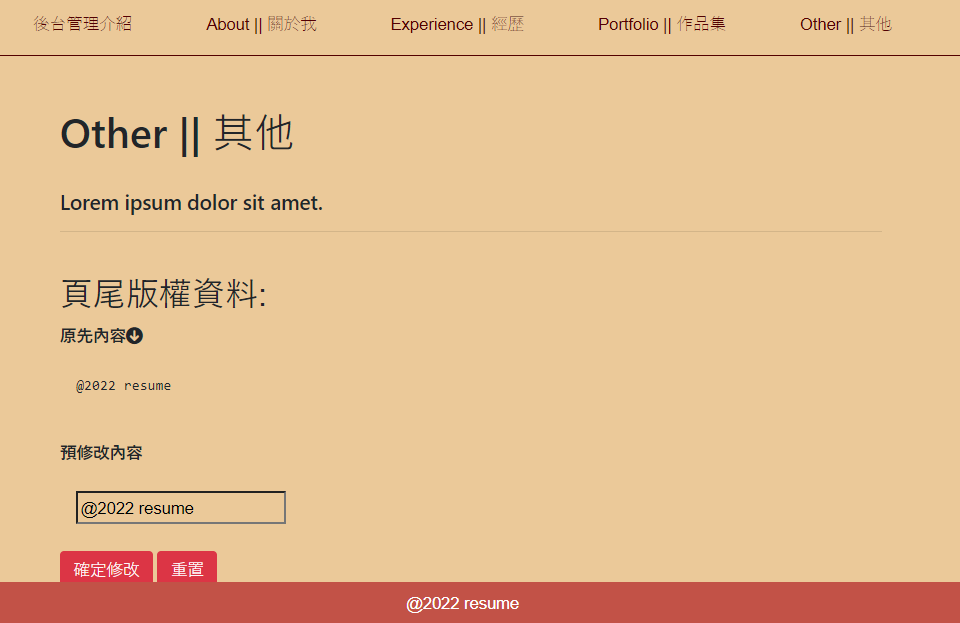 後台管理介紹 About || 關於我 Experience || 經歷 Portfolio || 作品集 Other || 其他
Other || 其他
Lorem ipsum dolor sit amet.
頁尾版權資料:
原先內容
@2022 resume
預修改內容
@2022 resume
確定修改 重置
@2022 resume